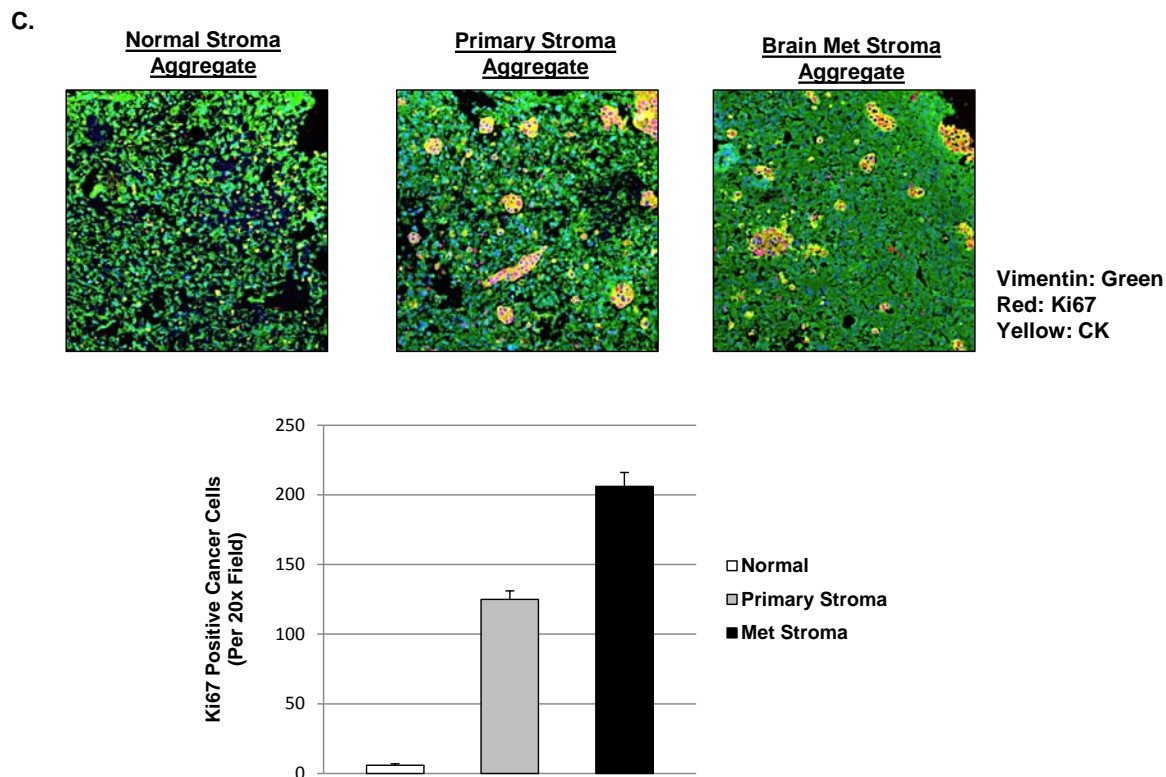 C.
Normal Stroma
Aggregate
Primary Stroma
Aggregate
Brain Met Stroma
Aggregate
Vimentin: Green
Red: Ki67
Yellow: CK
Ki67 Positive Cancer Cells
(Per 20x Field)
250
200
150
100
50
0
Normal
Primary Stroma
Met Stroma